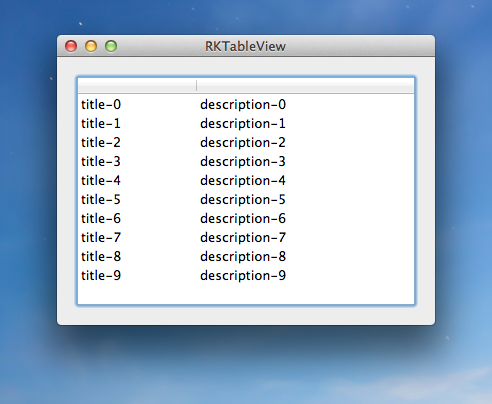 RKTableView
title-0 description-0
title-1 description-1
title-2 description-2
title-3 description-3
title-4 description-4
title-5 description-5
title-6 description-6
title-7 description-7
title-8 description-8
title-9 description-9